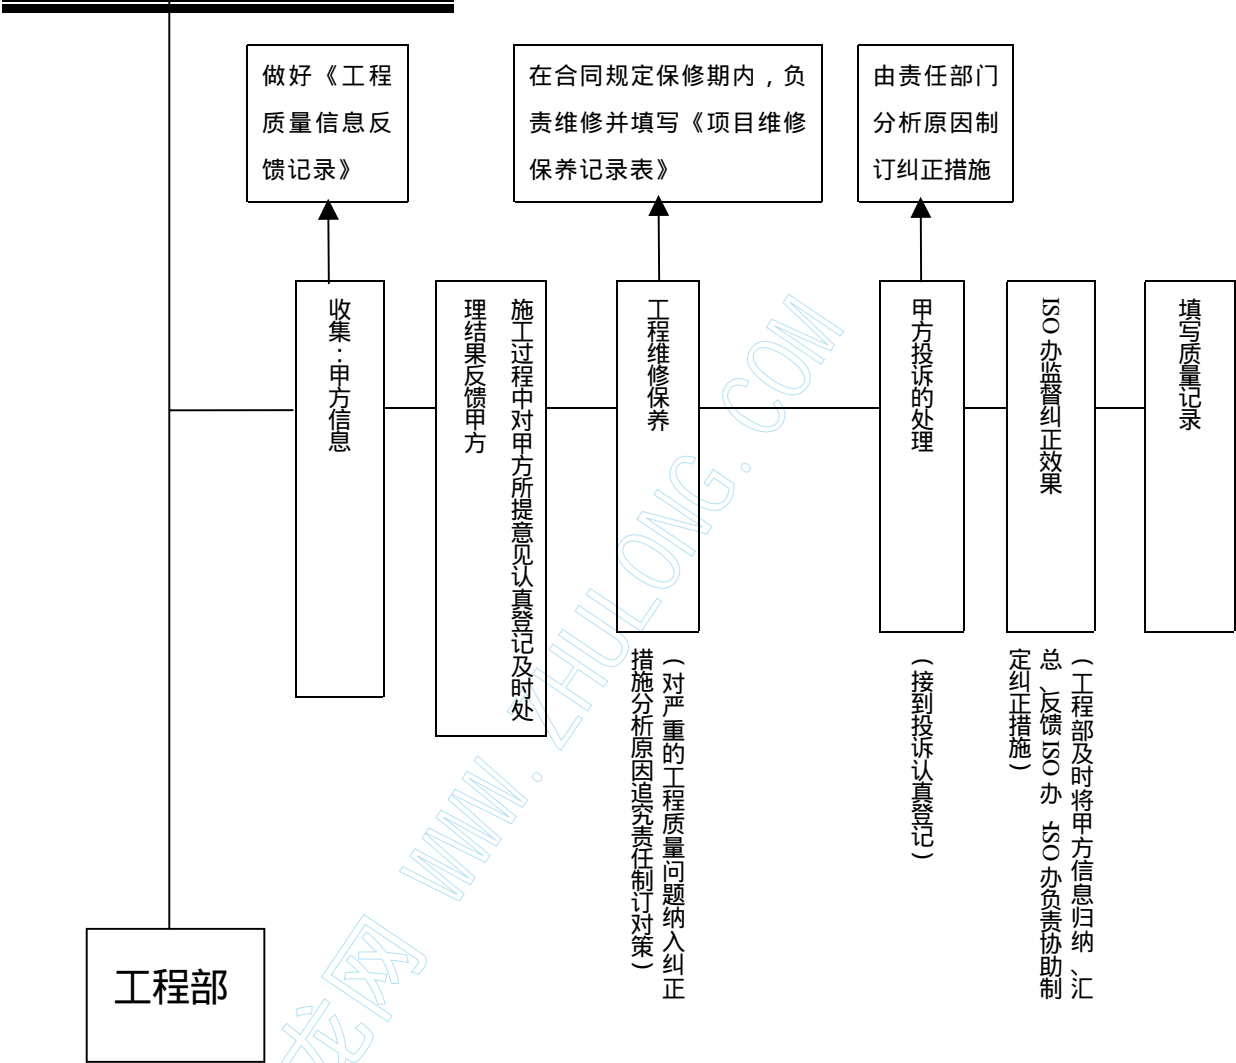 做好《工程
质量信息反
馈记录》
在合同规定保修期内，负
责维修并填写《项目维修
保养记录表》
由责任部门
分析原因制
订纠正措施
收集：甲方信息
施工过程中对甲方所提意见认真登记及时处
理结果反馈甲方
工程维修保养
甲方投诉的处理
ISO 办监督纠正效果
填写质量记录
(对严重的工程质量问题纳入纠正
措施分析原因追究责任制订对策)
(接到投诉认真登记)
(工程部及时将甲方信息归纳、汇
总、反馈 ISO 办，ISO 办负责协助制
定纠正措施)
工程部
龙网 WWW.ZHULONG.COM